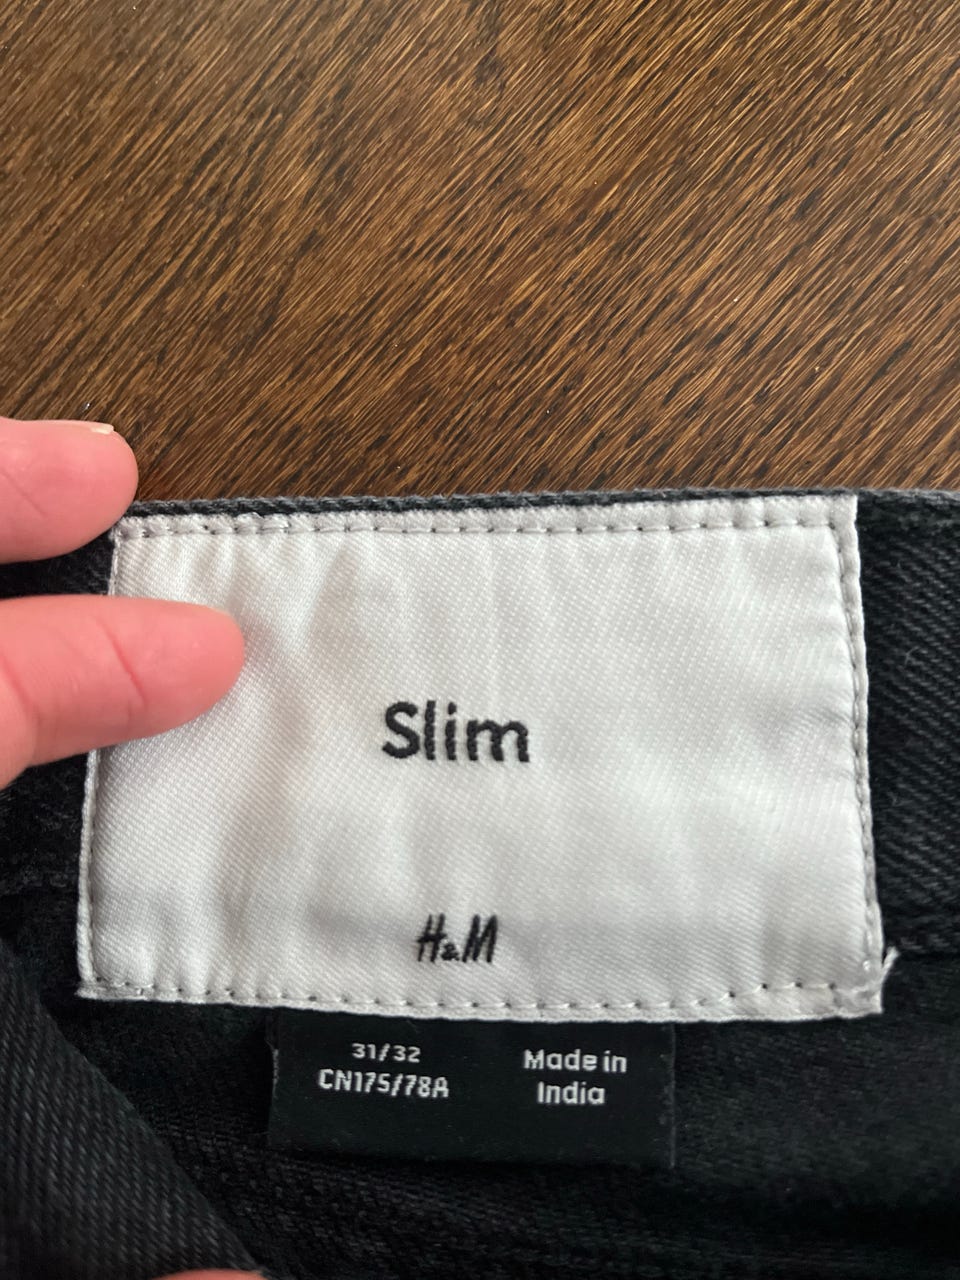 Slim
H&M
31/32
CN175/78A
Made in
India